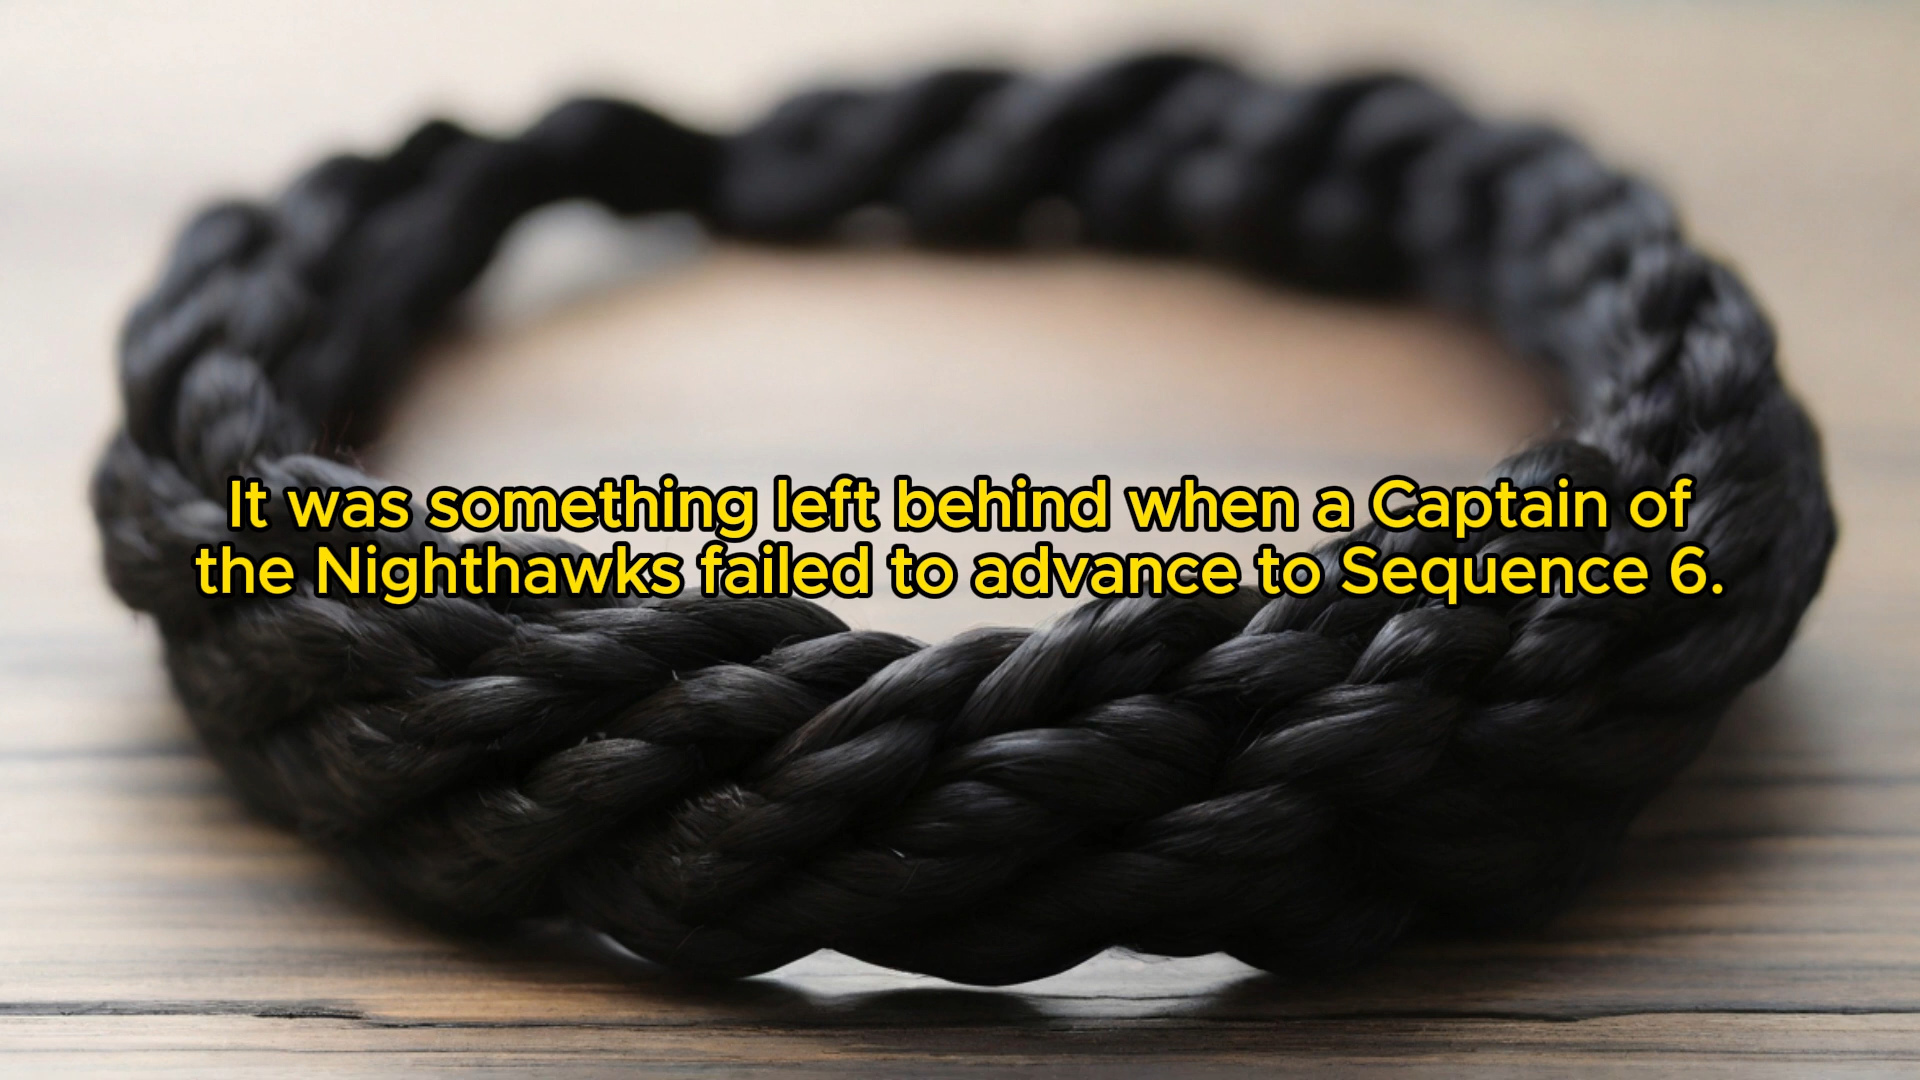 It was something left behind when a Captain of
the Nighthawks failed to advance to Sequence 6.